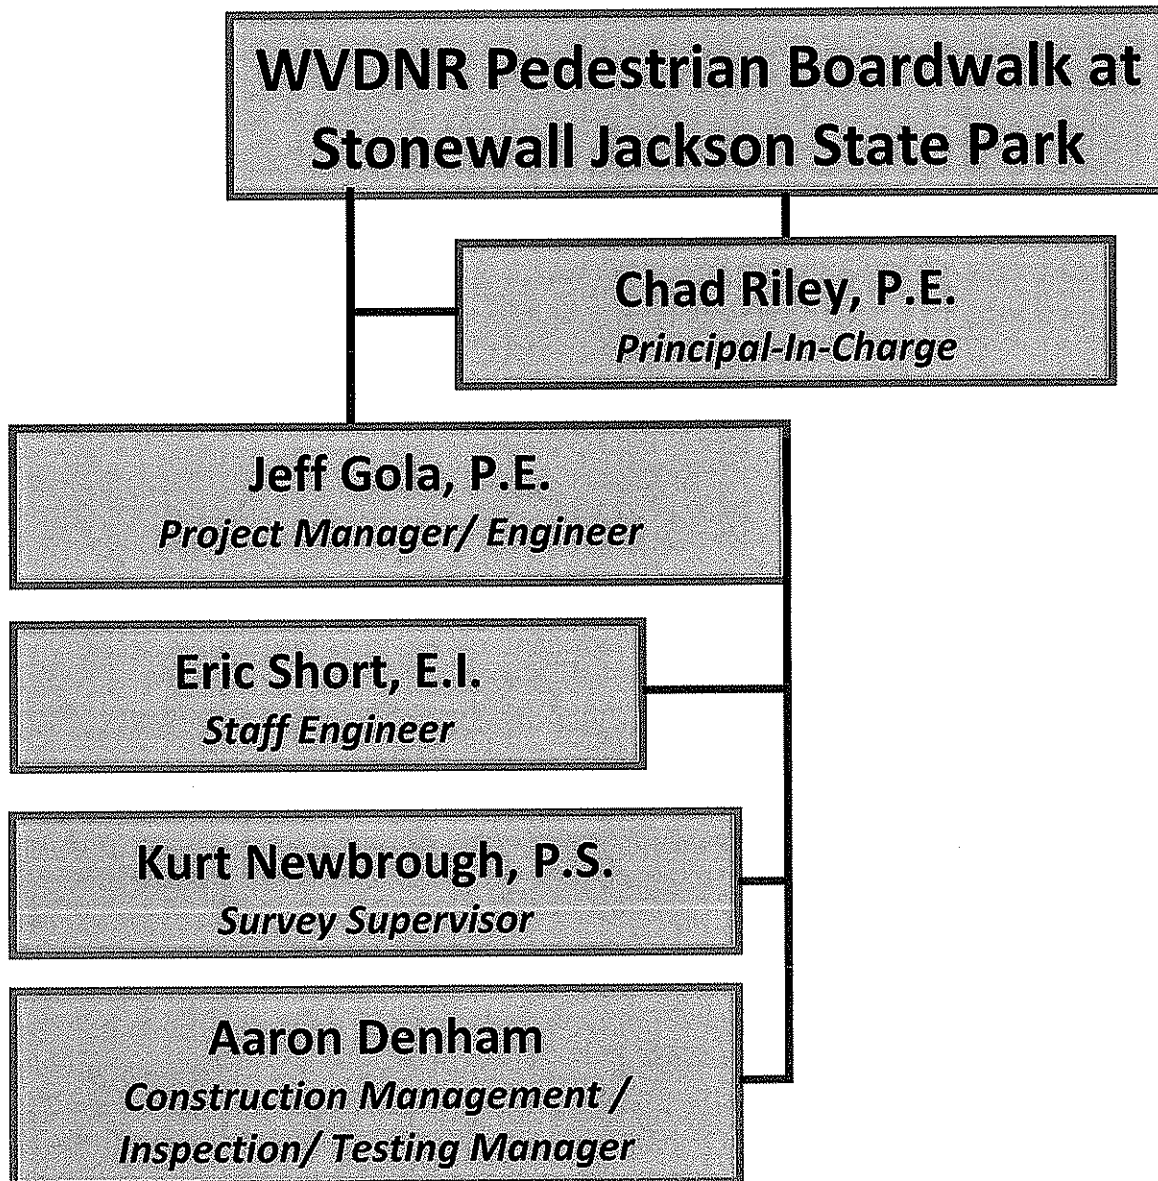 WVDNR Pedestrian Boardwalk at
Stonewall Jackson State Park
Chad Riley, P.E.
Principal-In-Charge
Jeff Gola, P.E.
Project Manager/ Engineer
Eric Short, E.I.
Staff Engineer
Kurt Newbrough, P.S.
Survey Supervisor
Aaron Denham
Construction Management /
Inspection/ Testing Manager